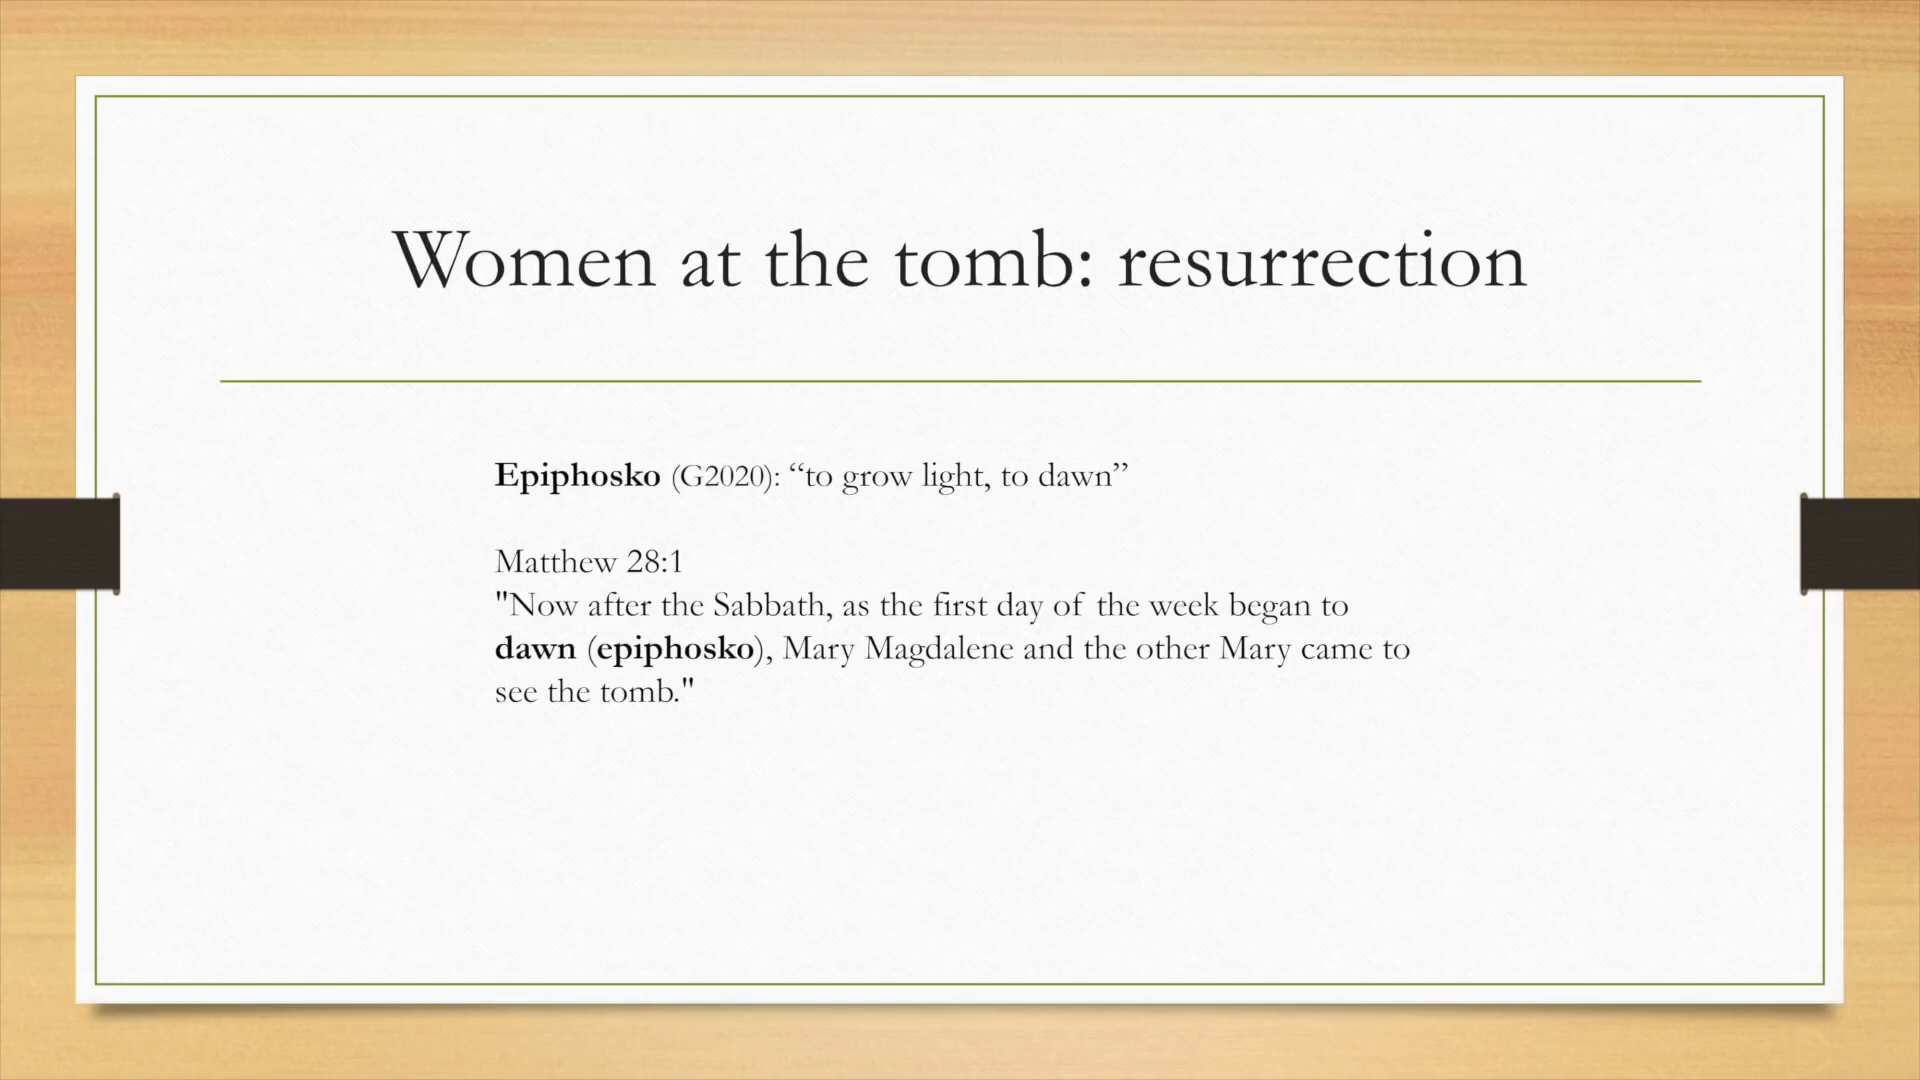 Women at the tomb: resurrection
Epiphosko (G2020): “to grow light, to dawn”
Matthew 28:1
"Now after the Sabbath, as the first day of the week began to
dawn (epiphosko), Mary Magdalene and the other Mary came to
see the tomb."